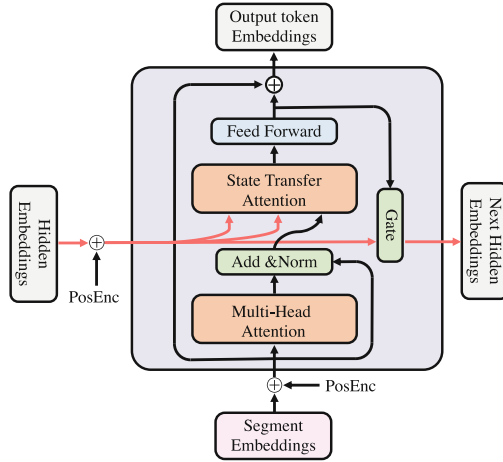 Output token
Embeddings
Feed Forward
State Transfer
Attention
Hidden
Embeddings
Gate
Next Hidden
Embeddings
Add &Norm
PosEnc
Multi-Head
Attention
PosEnc
Segment
Embeddings